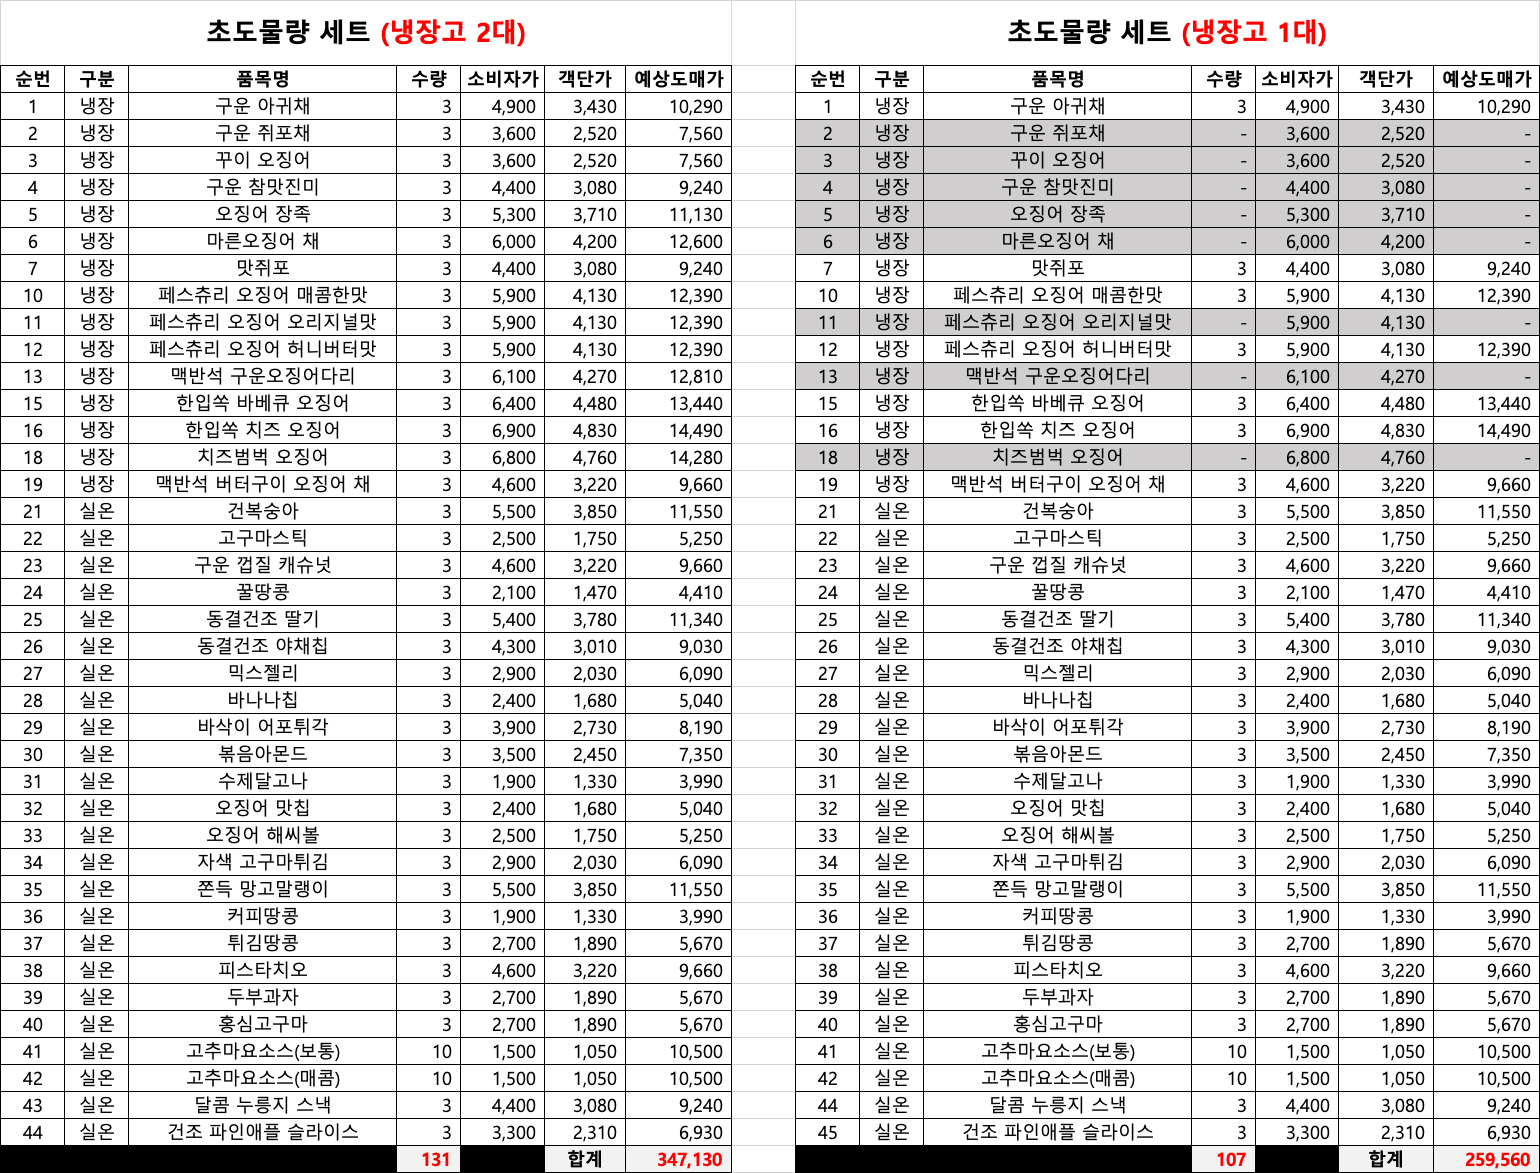 초도물량 세트 (냉장고 2대)
순번 구분 품목명 수량 소비자가 객단가 예상도매가
1 냉장 구운 아귀채 3 4,900 3,430 10,290
2 냉장 구운 쥐포채 3 3,600 2,520 7,560
3 냉장 꾸이 오징어 3 3,600 2,520 7,560
4 냉장 구운 참맛진미 3 4,400 3,080 9,240
5 냉장 오징어 장족 3 5,300 3,710 11,130
6 냉장 마른오징어 채 3 6,000 4,200 12,600
7 냉장 맛쥐포 3 4,400 3,080 9,240
10 냉장 페스츄리 오징어 매콤한맛 3 5,900 4,130 12,390
11 냉장 페스츄리 오징어 오리지널맛 3 5,900 4,130 12,390
12 냉장 페스츄리 오징어 허니버터맛 3 5,900 4,130 12,390
13 냉장 맥반석 구운오징어다리 3 6,100 4,270 12,810
15 냉장 한입쏙 바베큐 오징어 3 6,400 4,480 13,440
16 냉장 한입쏙 치즈 오징어 3 6,900 4,830 14,490
18 냉장 치즈범벅 오징어 3 6,800 4,760 14,280
19 냉장 맥반석 버터구이 오징어 채 3 4,600 3,220 9,660
21 실온 건복숭아 3 5,500 3,850 11,550
22 실온 고구마스틱 3 2,500 1,750 5,250
23 실온 구운 껍질 캐슈넛 3 4,600 3,220 9,660
24 실온 꿀땅콩 3 2,100 1,470 4,410
25 실온 동결건조 딸기 3 5,400 3,780 11,340
26 실온 동결건조 야채칩 3 4,300 3,010 9,030
27 실온 믹스젤리 3 2,900 2,030 6,090
28 실온 바나나칩 3 2,400 1,680 5,040
29 실온 바삭이 어포튀각 3 3,900 2,730 8,190
30 실온 볶음아몬드 3 3,500 2,450 7,350
31 실온 수제달고나 3 1,900 1,330 3,990
32 실온 오징어 맛칩 3 2,400 1,680 5,040
33 실온 오징어 해씨볼 3 2,500 1,750 5,250
34 실온 자색 고구마튀김 3 2,900 2,030 6,090
35 실온 쫀득 망고말랭이 3 5,500 3,850 11,550
36 실온 커피땅콩 3 1,900 1,330 3,990
37 실온 튀김땅콩 3 2,700 1,890 5,670
38 실온 피스타치오 3 4,600 3,220 9,660
39 실온 두부과자 3 2,700 1,890 5,670
40 실온 홍심고구마 3 2,700 1,890 5,670
41 실온 고추마요소스(보통) 10 1,500 1,050 10,500
42 실온 고추마요소스(매콤) 10 1,500 1,050 10,500
43 실온 달콤 누릉지 스낵 3 4,400 3,080 9,240
44 실온 건조 파인애플 슬라이스 3 3,300 2,310 6,930
131 합계 347,130
초도물량 세트 (냉장고 1대)
순번 구분 품목명 수량 소비자가 객단가 예상도매가
1 냉장 구운 아귀채 3 4,900 3,430 10,290
2 냉장 구운 쥐포채 - 3,600 2,520 -
3 냉장 꾸이 오징어 - 3,600 2,520 -
4 냉장 구운 참맛진미 - 4,400 3,080 -
5 냉장 오징어 장족 - 5,300 3,710 -
6 냉장 마른오징어 채 - 6,000 4,200 -
7 냉장 맛쥐포 3 4,400 3,080 9,240
10 냉장 페스츄리 오징어 매콤한맛 3 5,900 4,130 12,390
11 냉장 페스츄리 오징어 오리지널맛 - 5,900 4,130 -
12 냉장 페스츄리 오징어 허니버터맛 3 5,900 4,130 12,390
13 냉장 맥반석 구운오징어다리 - 6,100 4,270 -
15 냉장 한입쏙 바베큐 오징어 3 6,400 4,480 13,440
16 냉장 한입쏙 치즈 오징어 3 6,900 4,830 14,490
18 냉장 치즈범벅 오징어 - 6,800 4,760 -
19 냉장 맥반석 버터구이 오징어 채 3 4,600 3,220 9,660
21 실온 건복숭아 3 5,500 3,850 11,550
22 실온 고구마스틱 3 2,500 1,750 5,250
23 실온 구운 껍질 캐슈넛 3 4,600 3,220 9,660
24 실온 꿀땅콩 3 2,100 1,470 4,410
25 실온 동결건조 딸기 3 5,400 3,780 11,340
26 실온 동결건조 야채칩 3 4,300 3,010 9,030
27 실온 믹스젤리 3 2,900 2,030 6,090
28 실온 바나나칩 3 2,400 1,680 5,040
29 실온 바삭이 어포튀각 3 3,900 2,730 8,190
30 실온 볶음아몬드 3 3,500 2,450 7,350
31 실온 수제달고나 3 1,900 1,330 3,990
32 실온 오징어 맛칩 3 2,400 1,680 5,040
33 실온 오징어 해씨볼 3 2,500 1,750 5,250
34 실온 자색 고구마튀김 3 2,900 2,030 6,090
35 실온 쫀득 망고말랭이 3 5,500 3,850 11,550
36 실온 커피땅콩 3 1,900 1,330 3,990
37 실온 튀김땅콩 3 2,700 1,890 5,670
38 실온 피스타치오 3 4,600 3,220 9,660
39 실온 두부과자 3 2,700 1,890 5,670
40 실온 홍심고구마 3 2,700 1,890 5,670
41 실온 고추마요소스(보통) 10 1,500 1,050 10,500
42 실온 고추마요소스(매콤) 10 1,500 1,050 10,500
44 실온 달콤 누릉지 스낵 3 4,400 3,080 9,240
45 실온 건조 파인애플 슬라이스 3 3,300 2,310 6,930
107 합계 259,560